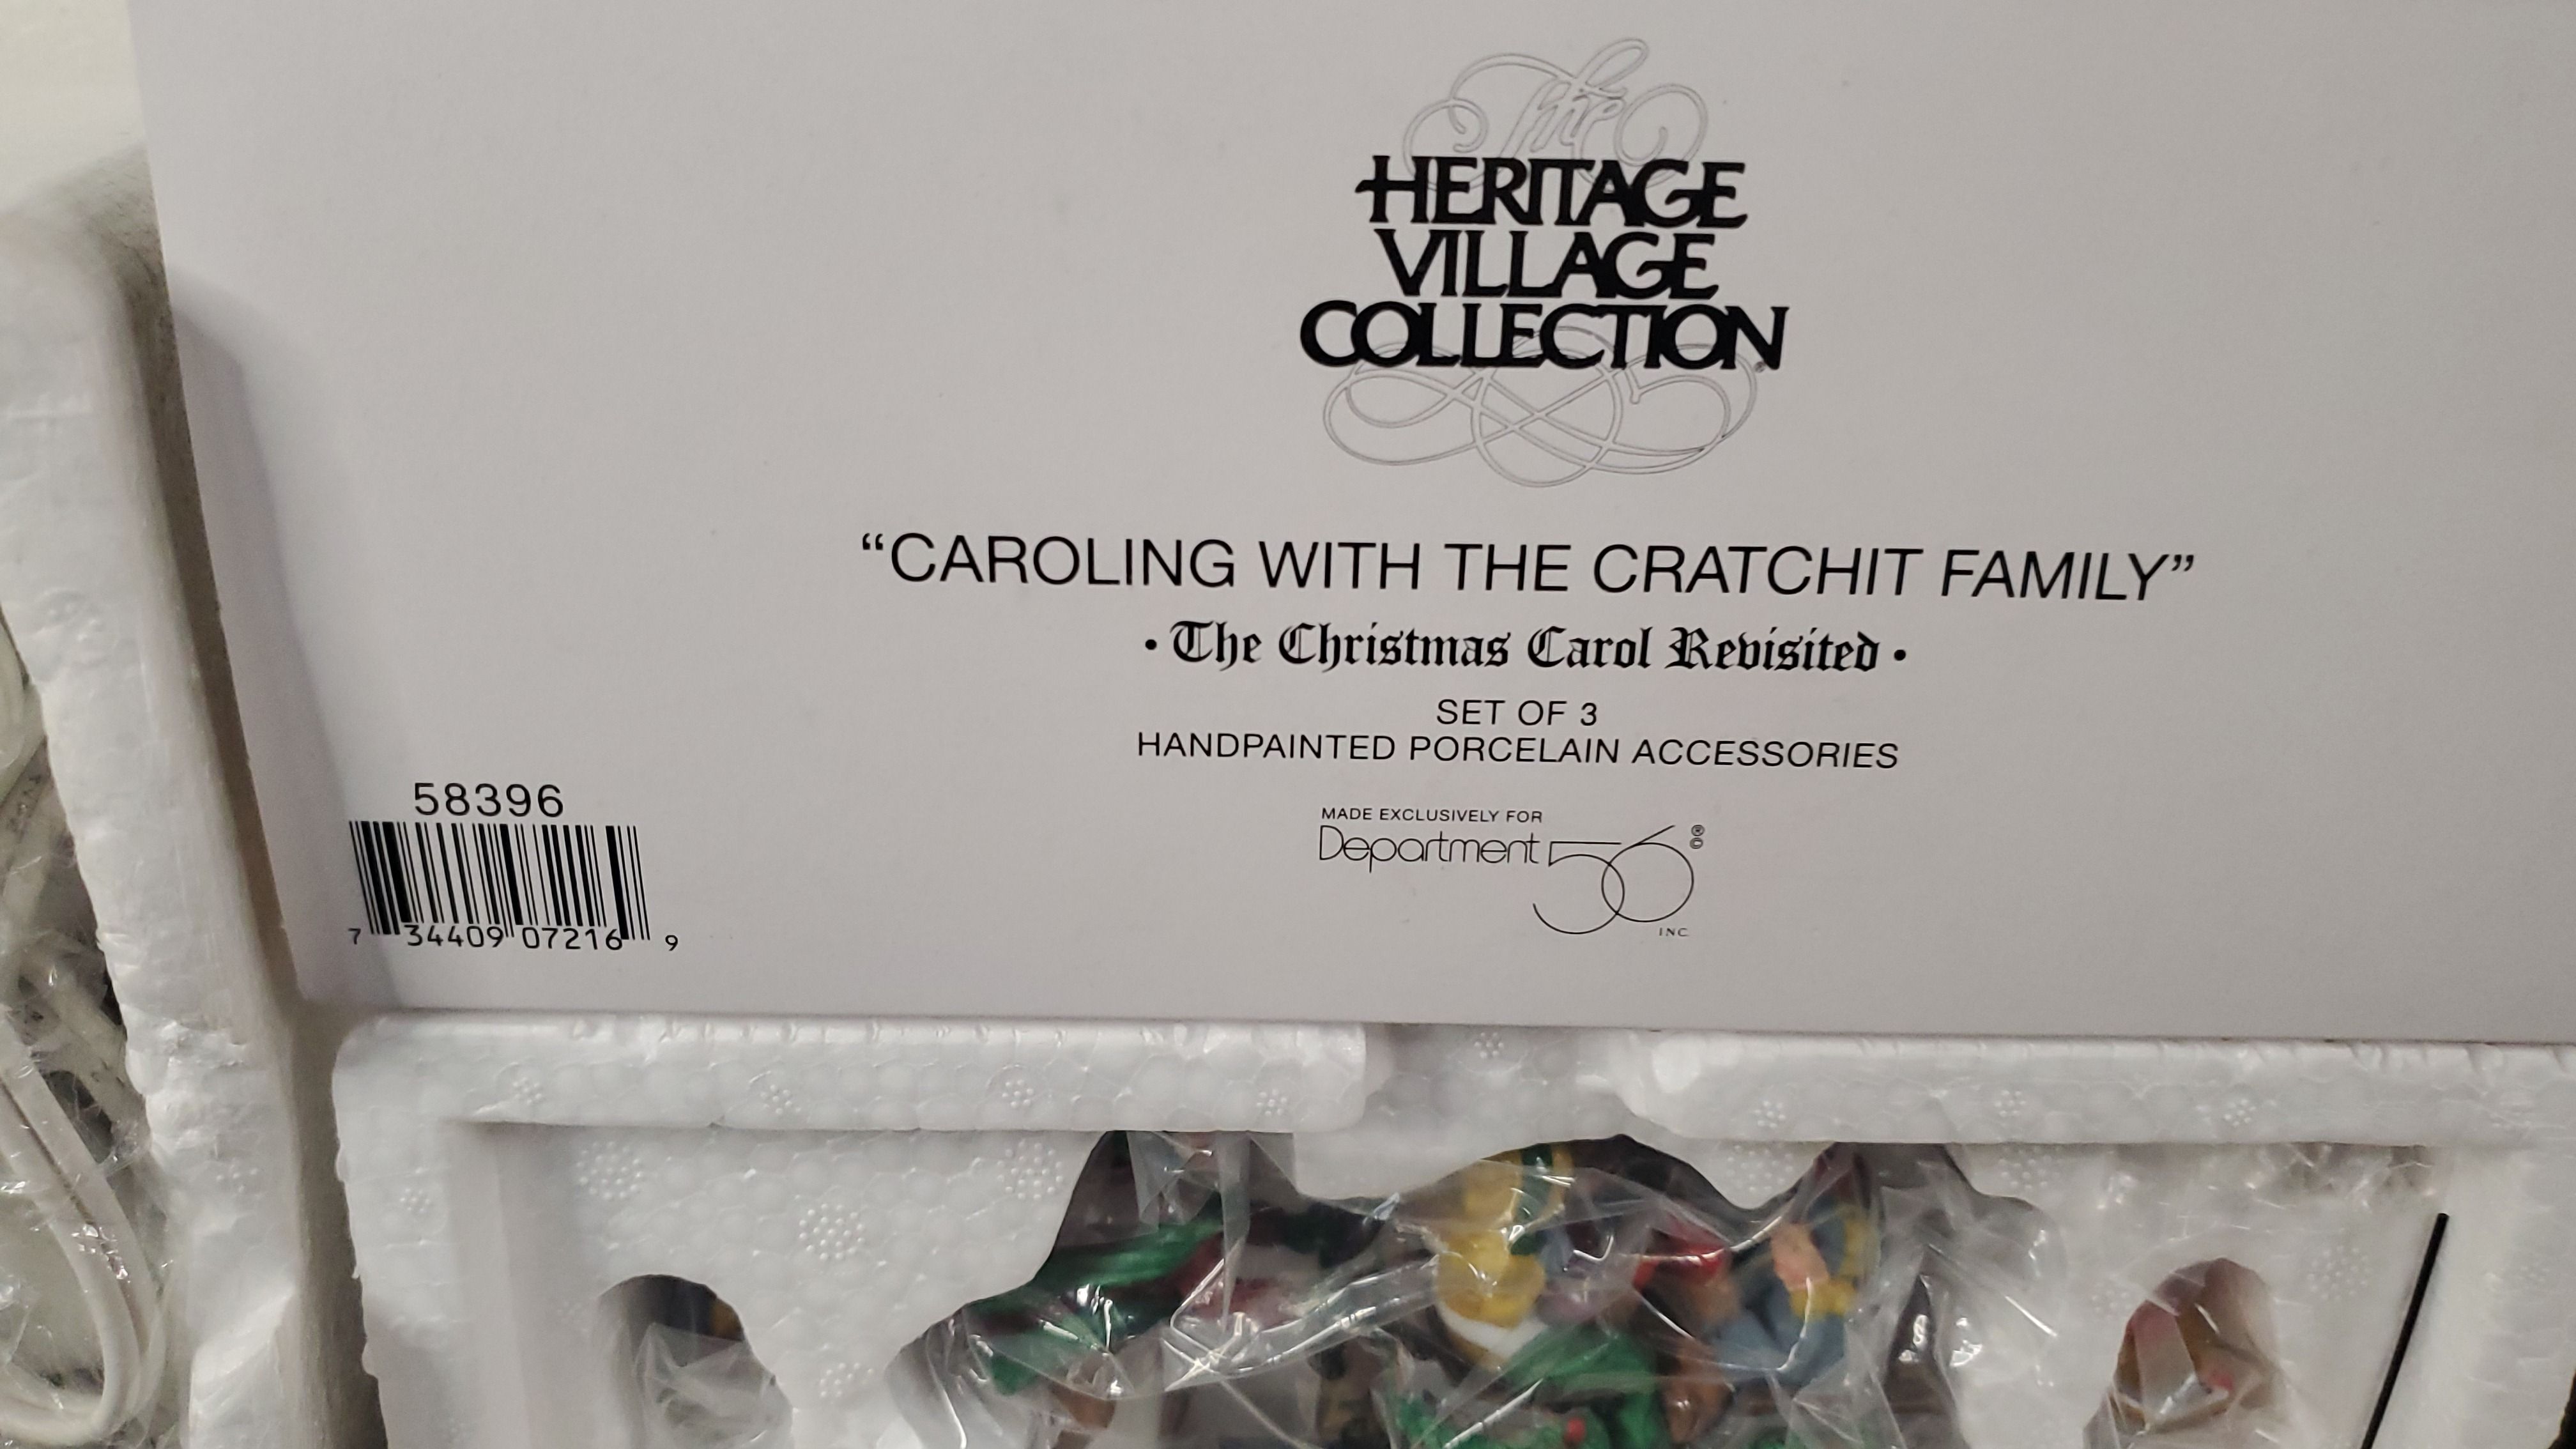 The
HERITAGE
VILLAGE
COLLECTION®
“CAROLING WITH THE CRATCHIT FAMILY”
• The Christmas Carol Revisited •
SET OF 3
HANDPAINTED PORCELAIN ACCESSORIES
58396
7 34409 07216 9
MADE EXCLUSIVELY FOR
Department 56 ®©
INC.